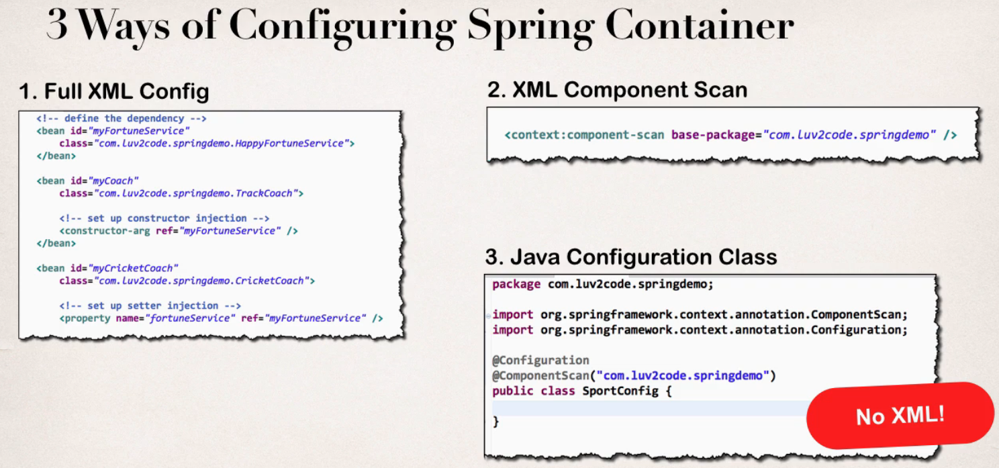 3 Ways of Configuring Spring Container
1. Full XML Config
<!-- define the dependency -->
<bean id="myFortuneService"
class="com.luv2code.springdemo.HappyFortuneService">
</bean>
<bean id="myCoach"
class="com.luv2code.springdemo.TrackCoach">
<!-- set up constructor injection -->
<constructor-arg ref="myFortuneService" />
</bean>
<bean id="myCricketCoach"
class="com.luv2code.springdemo.CricketCoach">
<!-- set up setter injection -->
<property name="fortuneService" ref="myFortuneService" />
2. XML Component Scan
<context:component-scan base-package="com.luv2code.springdemo" />
3. Java Configuration Class
package com.luv2code.springdemo;
import org.springframework.context.annotation.ComponentScan;
import org.springframework.context.annotation.Configuration;
@Configuration
@ComponentScan("com.luv2code.springdemo")
public class SportConfig {
}
No XML!